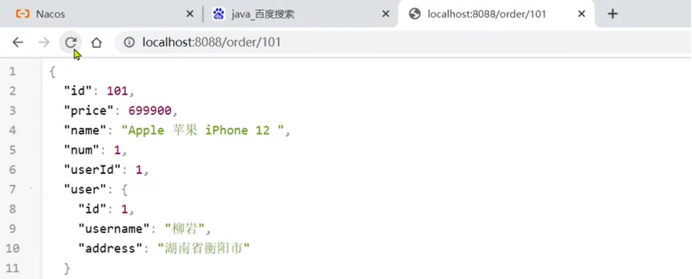 Nacos
java_百度搜索
localhost:8088/order/101
localhost:8088/order/101
1 {
2 "id": 101,
3 "price": 699900,
4 "name": "Apple 苹果 iPhone 12 ",
5 "num": 1,
6 "userId": 1,
7 "user": {
8 "id": 1,
9 "username": "柳岩",
10 "address": "湖南省衡阳市"
11 }